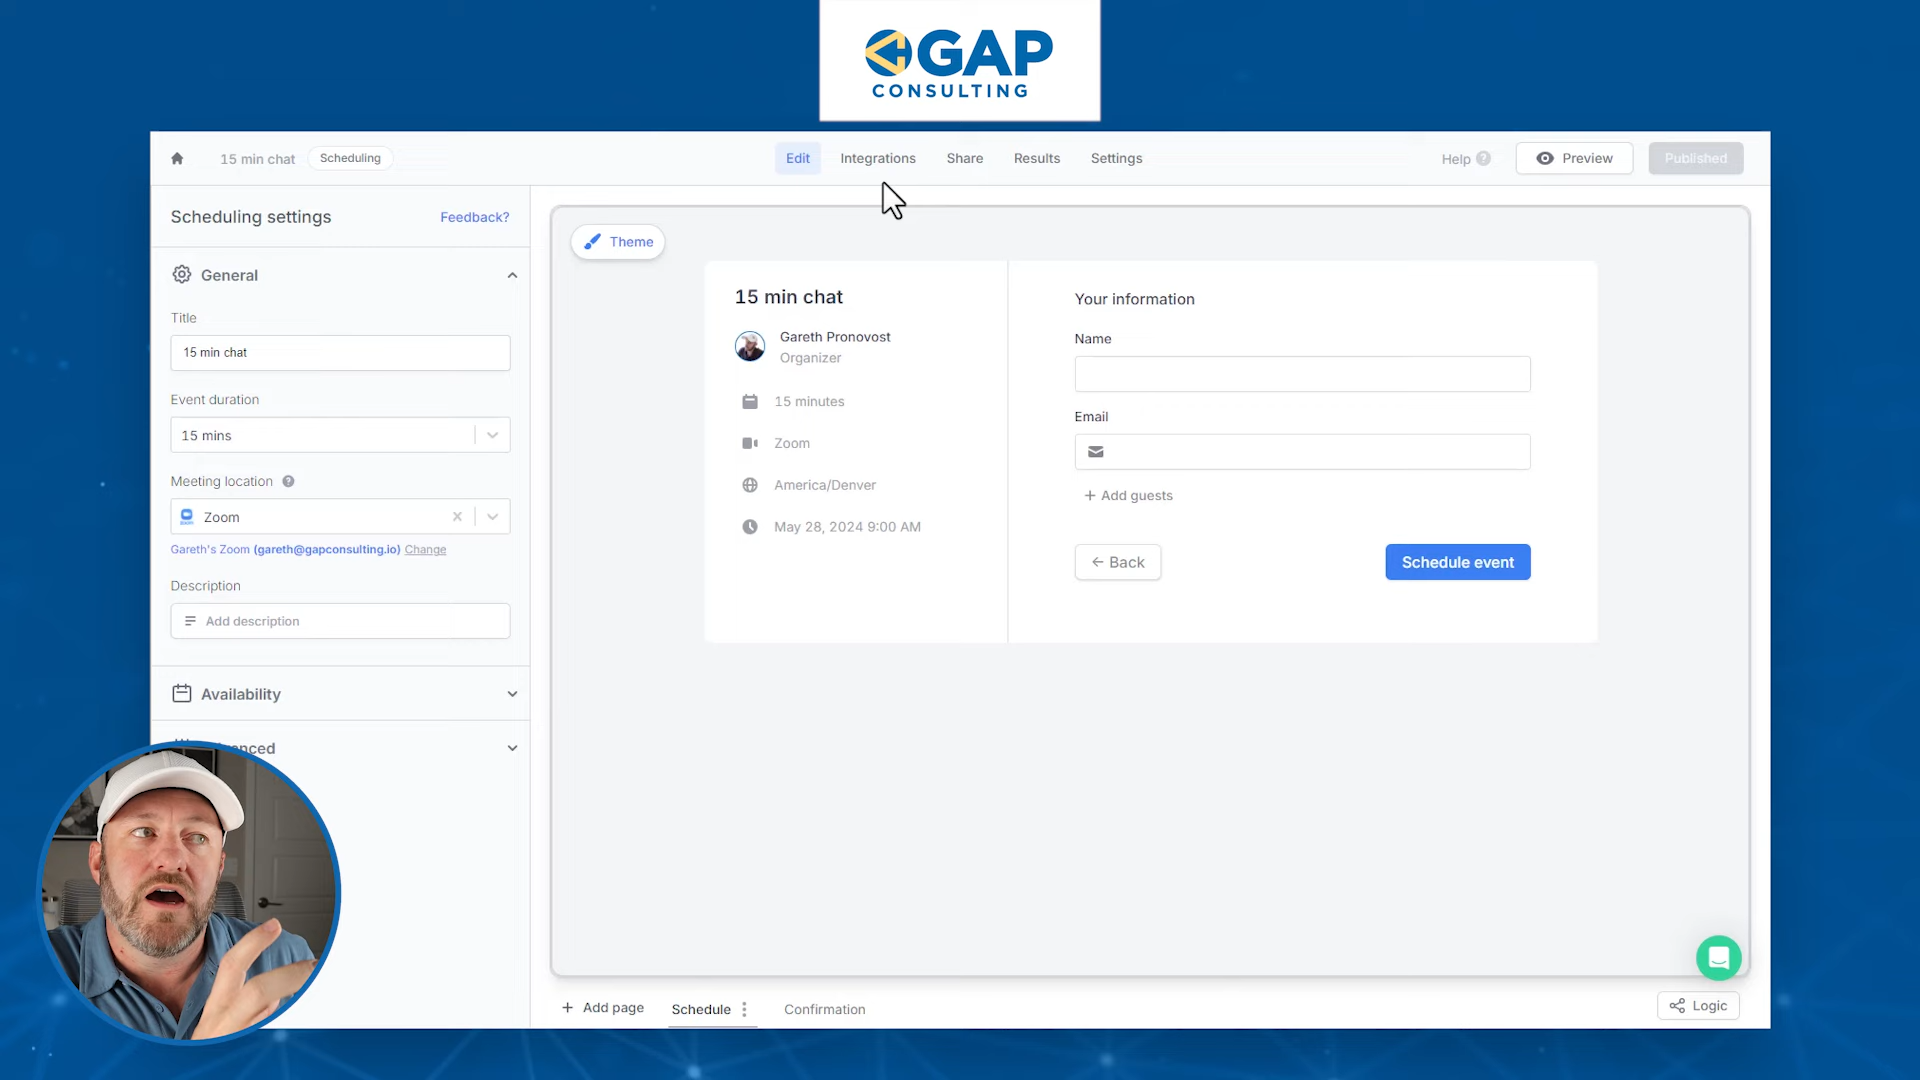 GAP
CONSULTING
15 min chat
Scheduling
Edit
Integrations
Share
Results
Settings
Help
Preview
Published
Scheduling settings
Feedback?
General
Title
15 min chat
Event duration
15 mins
Meeting location
Zoom
Gareth's Zoom (gareth@gapconsulting.io) Change
Description
Add description
Availability
Theme
15 min chat
Gareth Pronovost
Organizer
15 minutes
Zoom
America/Denver
May 28, 2024 9:00 AM
Your information
Name
Email
+ Add guests
← Back
Schedule event
+ Add page
Schedule
Confirmation
Logic